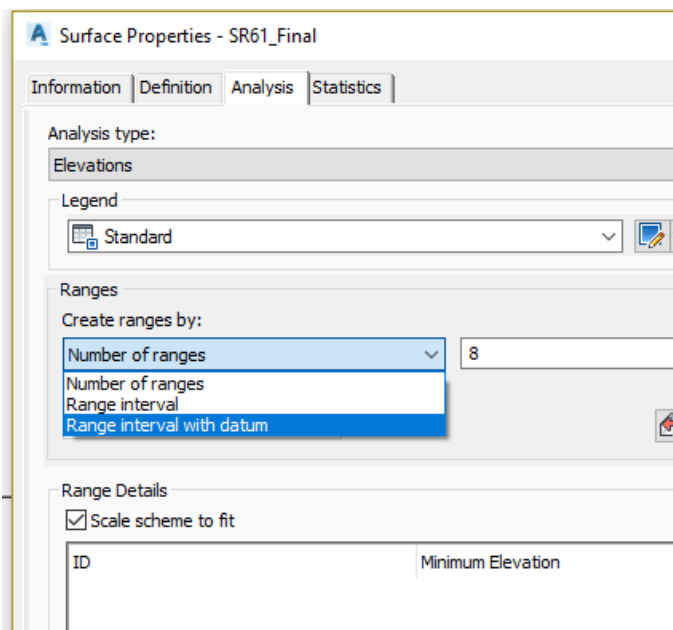 Surface Properties - SR61_Final
Information Definition Analysis Statistics
Analysis type:
Elevations
Legend
Standard
Ranges
Create ranges by:
Number of ranges 8
Number of ranges
Range interval
Range interval with datum
Range Details
Scale scheme to fit
ID Minimum Elevation